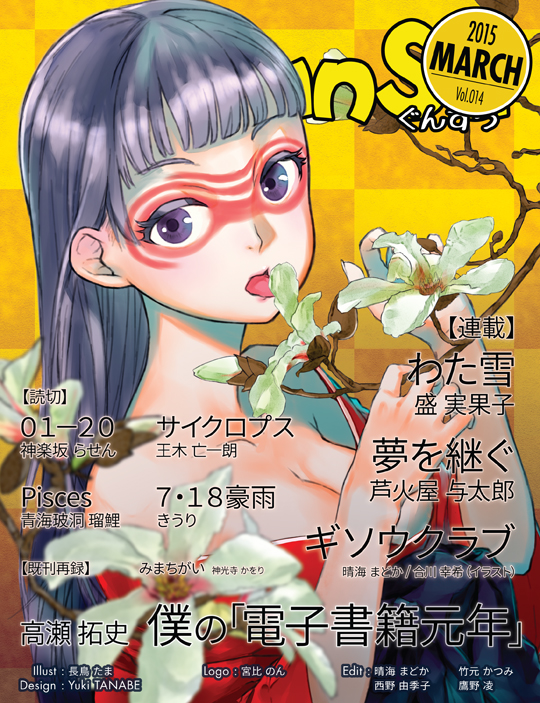 2015
MARCH
Vol.014
【連載】
わた雪
盛 実果子
夢を継ぐ
芦火屋 与太郎
ギソウクラブ
晴海 まどか / 合川 幸希 (イラスト)
【読切】
01ー20
神楽坂 らせん
サイクロプス
王木 亡一朗
Pisces
青海玻洞 瑠鯉
7・18豪雨
きうり
【既刊再録】
みまちがい 神光寺 かをり
高瀬 拓史 僕の「電子書籍元年」
Illust : 長鳥 たま
Design : Yuki TANABE
Logo : 宮比 のん
Edit : 晴海 まどか 竹元 かつみ
西野 由季子 鷹野 凌